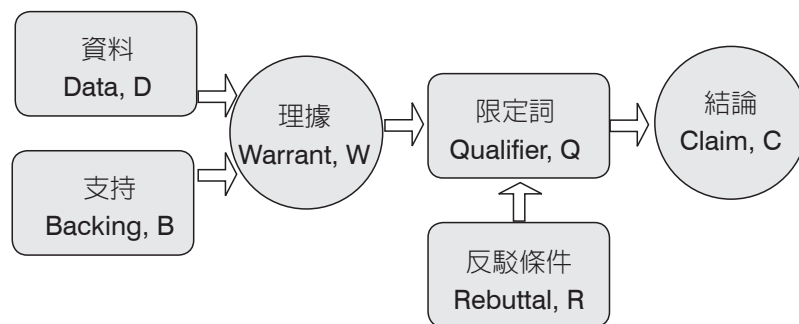 資料
Data, D
支持
Backing, B
理據
Warrant, W
限定詞
Qualifier, Q
反駁條件
Rebuttal, R
結論
Claim, C